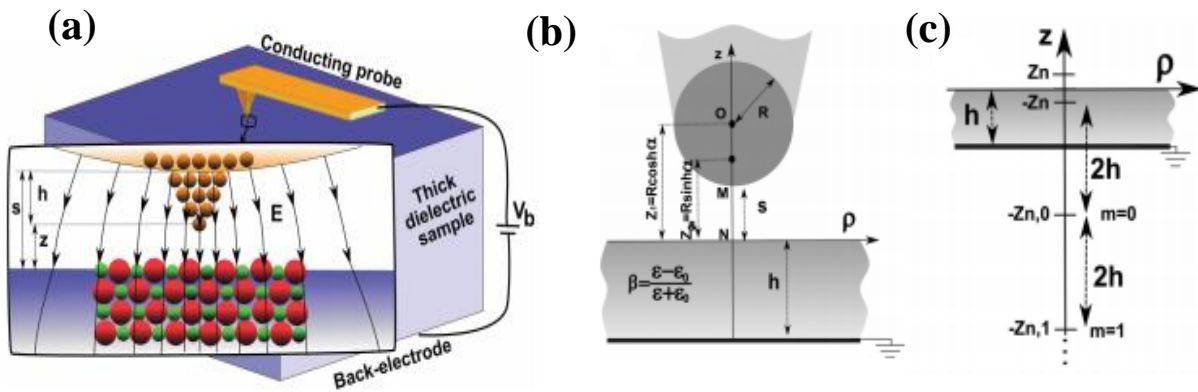 (a)
Conducting probe
h
s
z
E
Thick
dielectric
sample
V_b
Back-electrode
(b)
z
O
R
Z₁=Rcoshα
=Rsinhα
M
S
N
ρ
β=(ε-ε₀)/(ε+ε₀)
h
(c)
z
Zn
ρ
-Zn
h
2h
-Zn,0
m=0
2h
-Zn,1
m=1